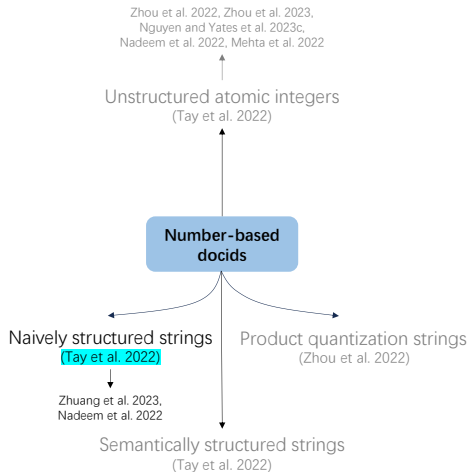 Zhou et al. 2022, Zhou et al. 2023,
Nguyen and Yates et al. 2023c,
Nadeem et al. 2022, Mehta et al. 2022
Unstructured atomic integers
(Tay et al. 2022)
Number-based
docids
Naively structured strings
(Tay et al. 2022)
Zhuang et al. 2023,
Nadeem et al. 2022
Product quantization strings
(Zhou et al. 2022)
Semantically structured strings
(Tay et al. 2022)